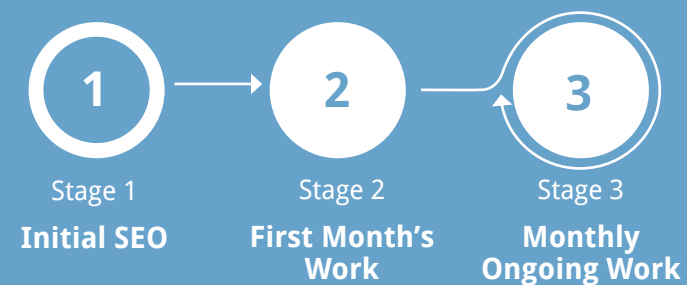 1
2
3
Stage 1
Stage 2
Stage 3
Initial SEO
First Month’s
Work
Monthly
Ongoing Work